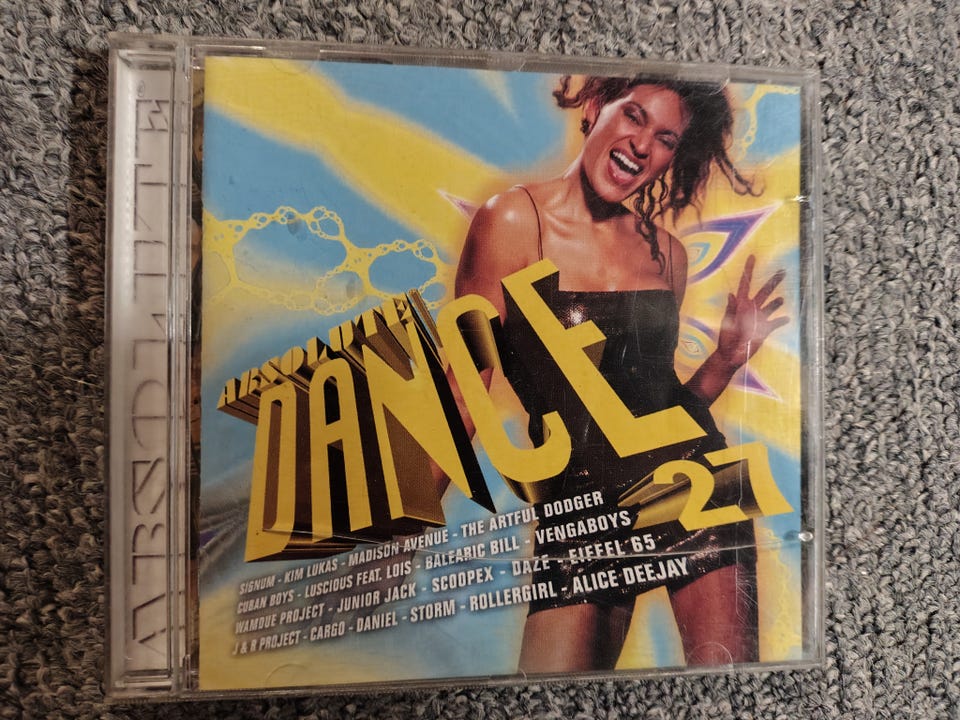 ABSOLUTE®
ABSOLUTE
DANCE
27
SIGNUM - KIM LUKAS - MADISON AVENUE - THE ARTFUL DODGER
CUBAN BOYS - LUSCIOUS FEAT. LOIS - BALEARIC BILL - VENGABOYS
WAMDUE PROJECT - JUNIOR JACK - SCOOPEX - DAZE - EIFFEL 65
J & R PROJECT - CARGO - DANIEL - STORM - ROLLERGIRL - ALICE DEEJAY